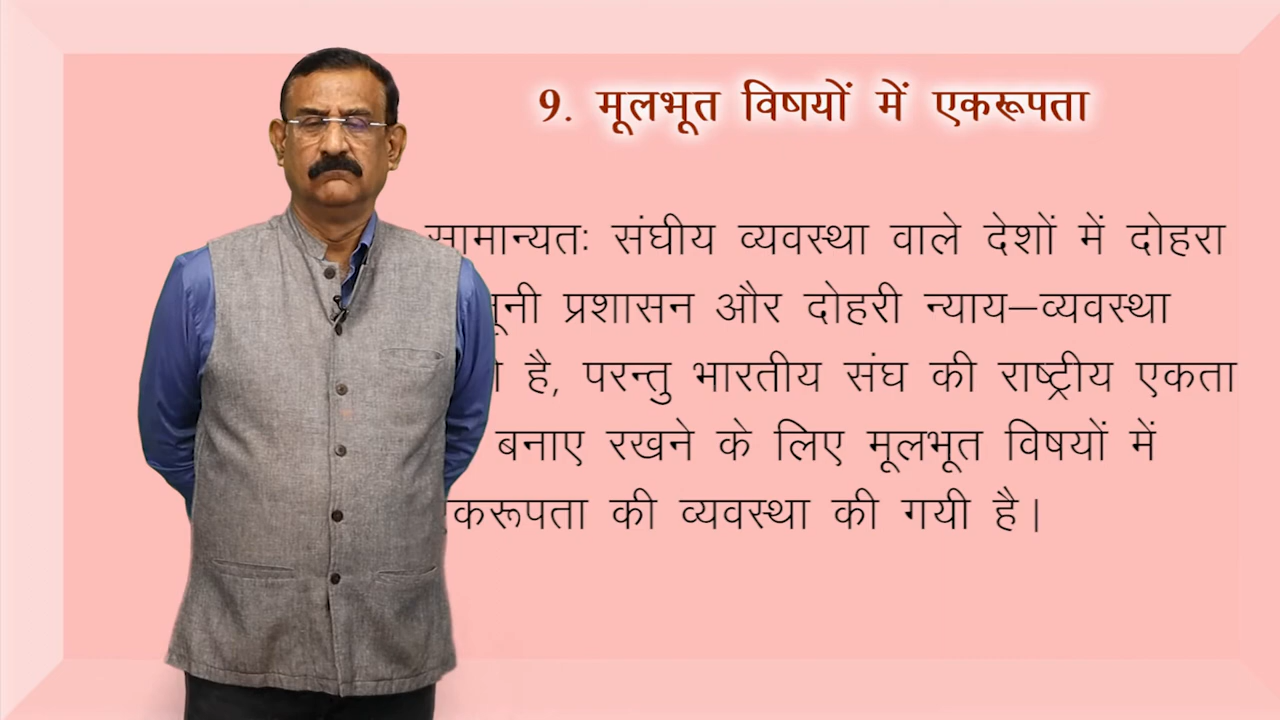 9. मूलभूत विषयों में एकरूपता
सामान्यतः संघीय व्यवस्था वाले देशों में दोहरा
प्रशासन और दोहरी न्याय–व्यवस्था
है, परन्तु भारतीय संघ की राष्ट्रीय एकता
बनाए रखने के लिए मूलभूत विषयों में
की व्यवस्था की गयी है।